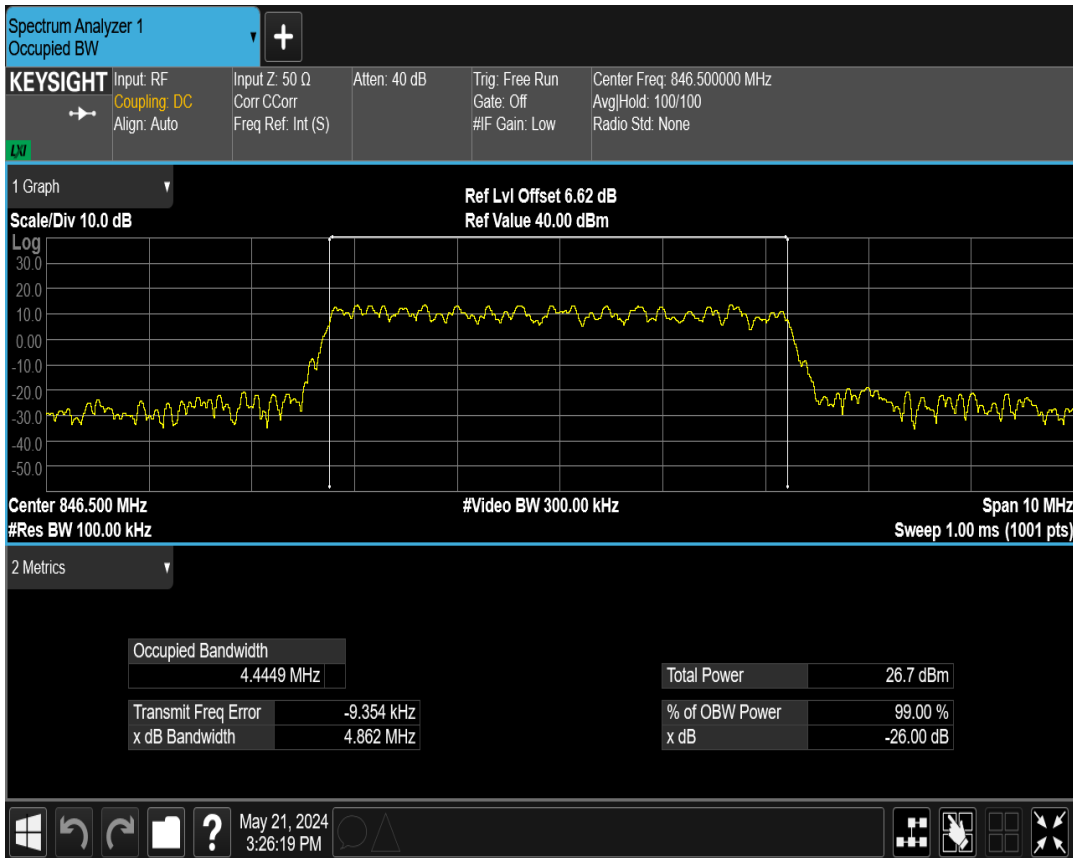 Spectrum Analyzer 1
Occupied BW
+
KEYSIGHT
LXI
Input: RF
Coupling: DC
Align: Auto
Input Z: 50 Ω
Corr CCorr
Freq Ref: Int (S)
Atten: 40 dB
Trig: Free Run
Gate: Off
#IF Gain: Low
Center Freq: 846.500000 MHz
Avg|Hold: 100/100
Radio Std: None
1 Graph
Scale/Div 10.0 dB
Ref Lvl Offset 6.62 dB
Ref Value 40.00 dBm
Log
30.0
20.0
10.0
0.00
-10.0
-20.0
-30.0
-40.0
-50.0
Center 846.500 MHz
#Res BW 100.00 kHz
#Video BW 300.00 kHz
Span 10 MHz
Sweep 1.00 ms (1001 pts)
2 Metrics
Occupied Bandwidth
4.4449 MHz
Total Power 26.7 dBm
Transmit Freq Error -9.354 kHz
% of OBW Power 99.00 %
x dB Bandwidth 4.862 MHz
x dB -26.00 dB
?
May 21, 2024
3:26:19 PM